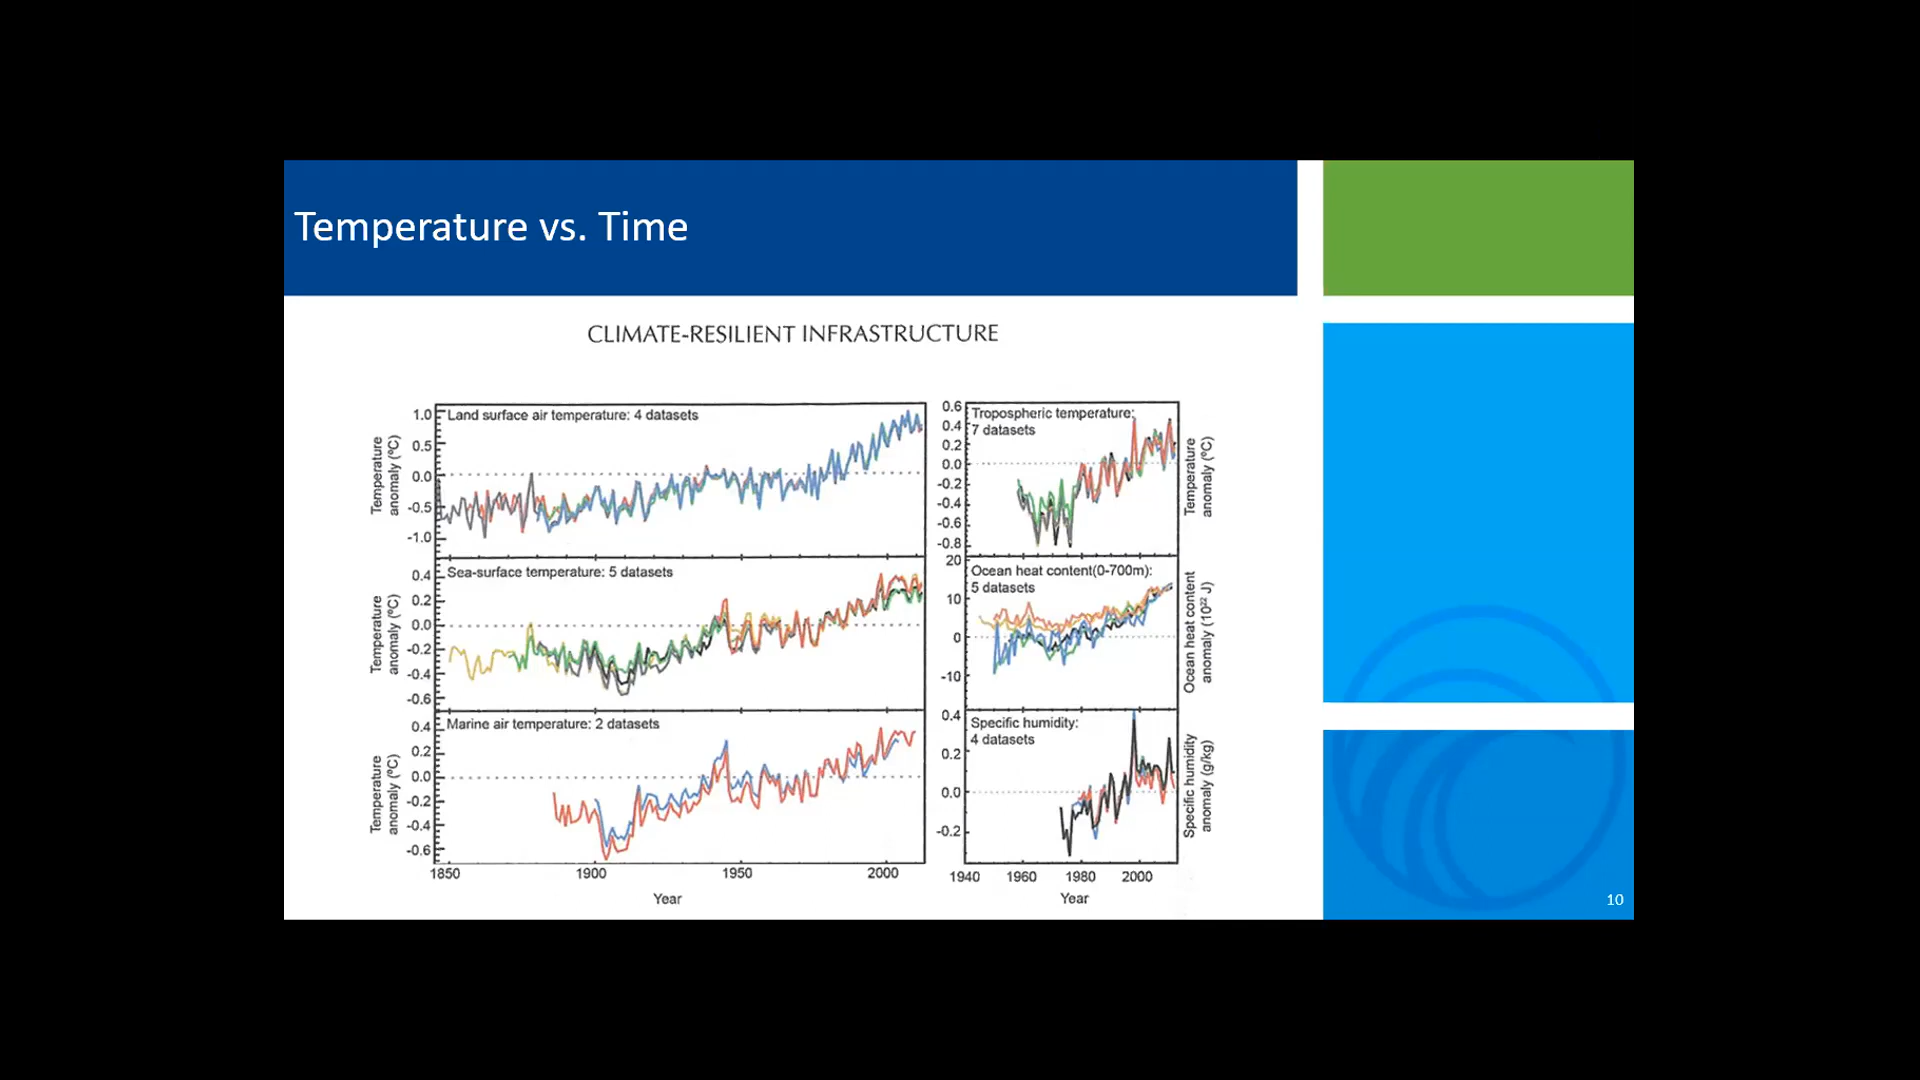 Temperature vs. Time
CLIMATE-RESILIENT INFRASTRUCTURE
Land surface air temperature: 4 datasets
1.0
0.5
0.0
-0.5
-1.0
Temperature
anomaly (ºC)
Sea-surface temperature: 5 datasets
0.4
0.2
0.0
-0.2
-0.4
-0.6
Temperature
anomaly (ºC)
Marine air temperature: 2 datasets
0.4
0.2
0.0
-0.2
-0.4
-0.6
Temperature
anomaly (ºC)
1850
1900
1950
2000
Year
Tropospheric temperature:
7 datasets
0.6
0.4
0.2
0.0
-0.2
-0.4
-0.6
-0.8
Temperature
anomaly (ºC)
Ocean heat content(0-700m):
5 datasets
20
10
0
-10
Ocean heat content
anomaly (10²² J)
Specific humidity:
4 datasets
0.4
0.2
0.0
-0.2
Specific humidity
anomaly (g/kg)
1940
1960
1980
2000
Year
10